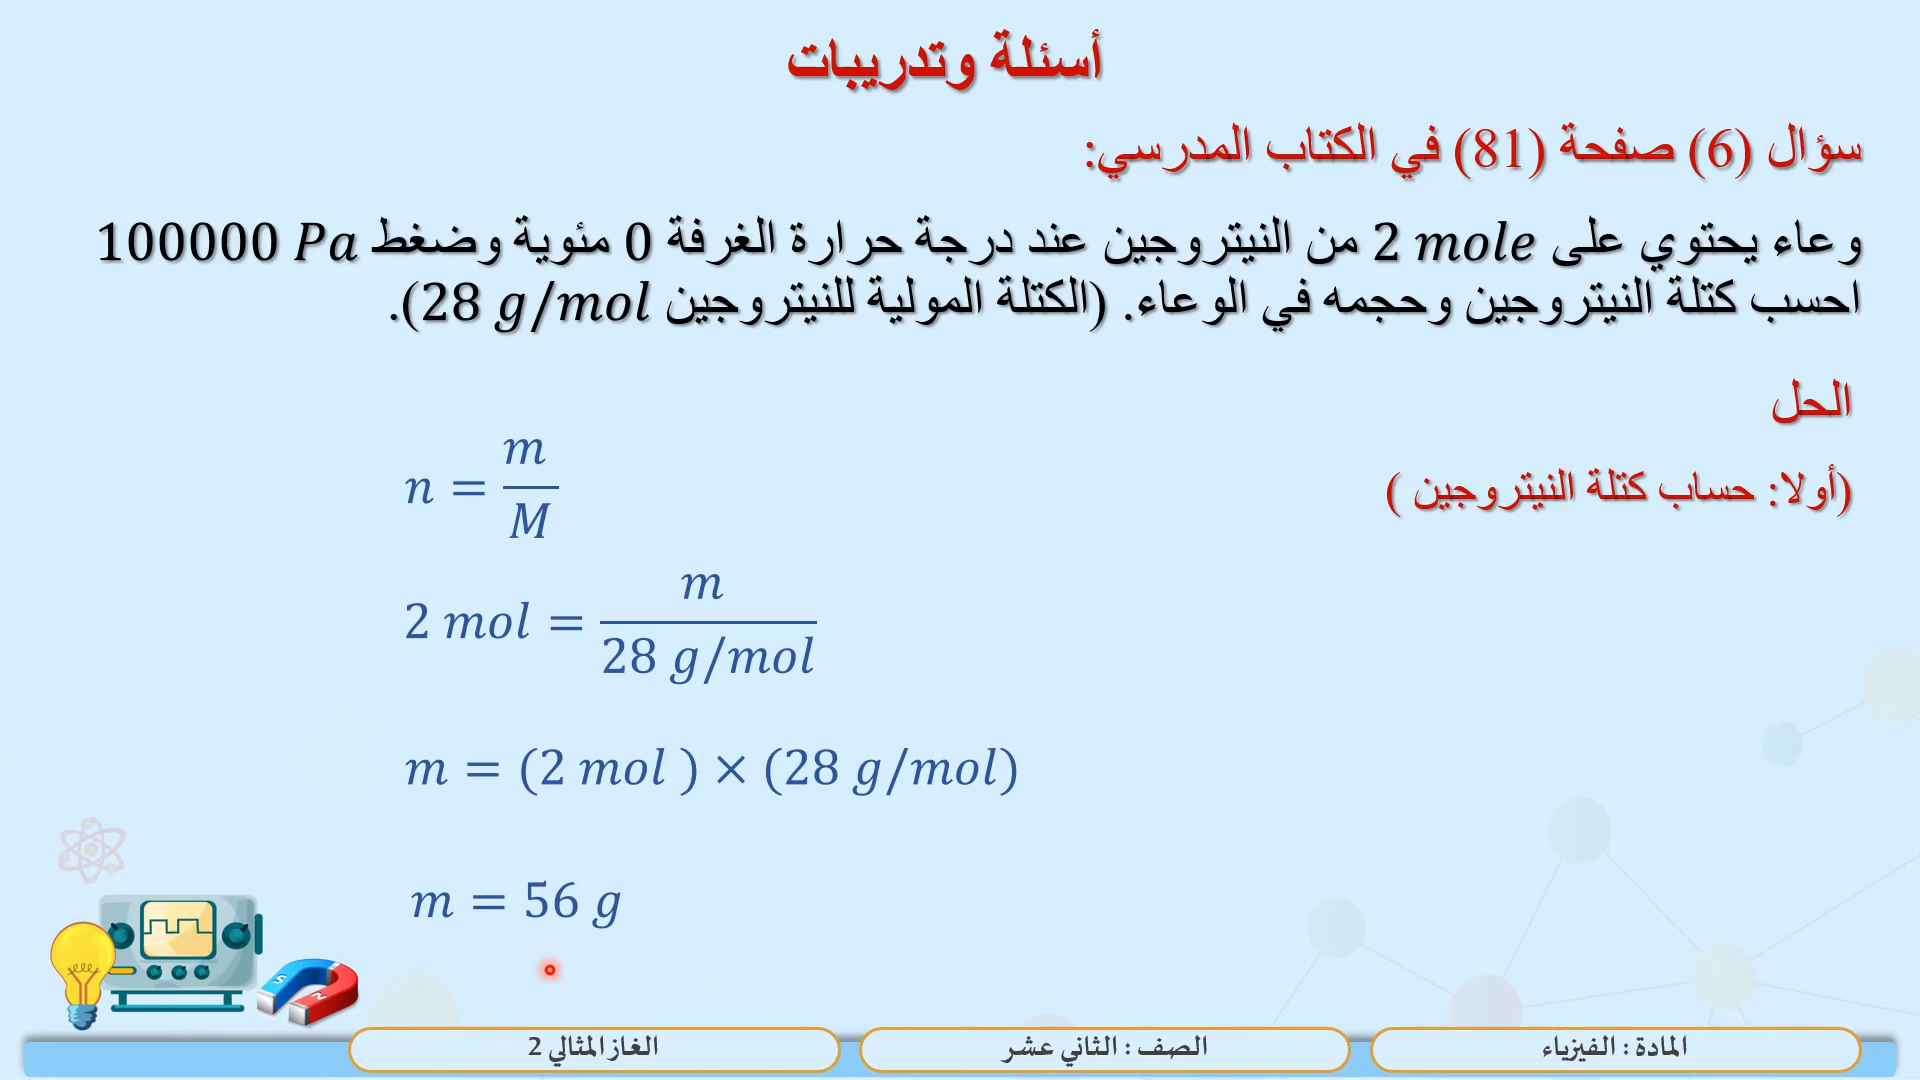 أسئلة وتدريبات
سؤال (6) صفحة (81) في الكتاب المدرسي:
وعاء يحتوي على 2 mole من النيتروجين عند درجة حرارة الغرفة 0 مئوية وضغط 100000 Pa
احسب كتلة النيتروجين وحجمه في الوعاء. (الكتلة المولية للنيتروجين 28 g/mol).
الحل
(أولا: حساب كتلة النيتروجين )
n = m/M
2 mol = m/(28 g/mol)
m = (2 mol ) × (28 g/mol)
m = 56 g
S
N
المادة : الفيزياء
الصف : الثاني عشر
الغاز المثالي 2